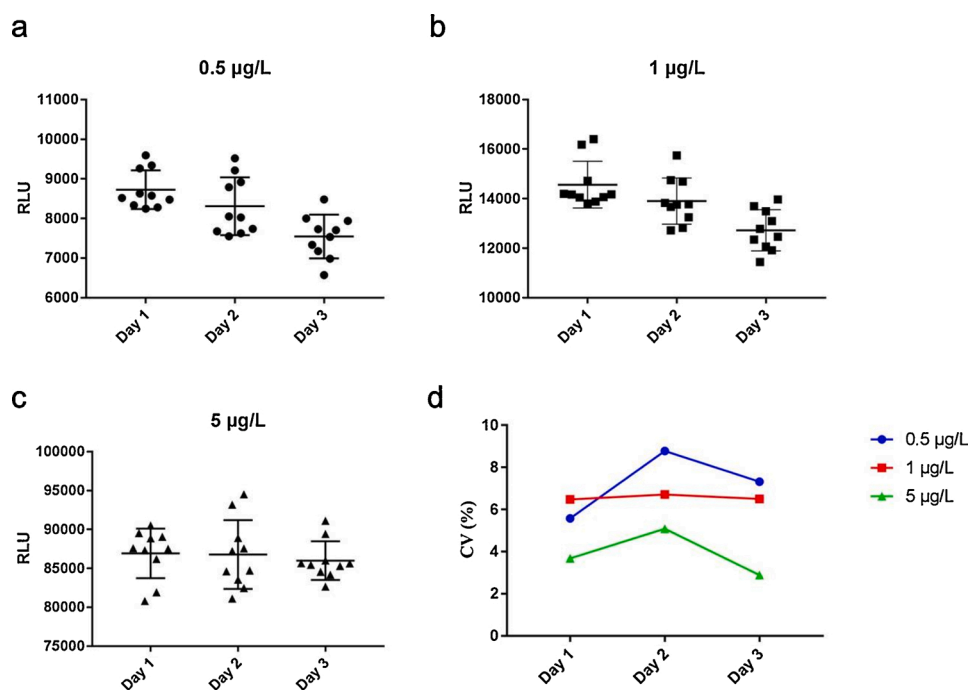 a
0.5 µg/L
RLU
11000
10000
9000
8000
7000
6000
Day 1
Day 2
Day 3
b
1 µg/L
RLU
18000
16000
14000
12000
10000
Day 1
Day 2
Day 3
c
5 µg/L
RLU
100000
95000
90000
85000
80000
75000
Day 1
Day 2
Day 3
d
CV (%)
10
8
6
4
2
0
Day 1
Day 2
Day 3
0.5 µg/L
1 µg/L
5 µg/L